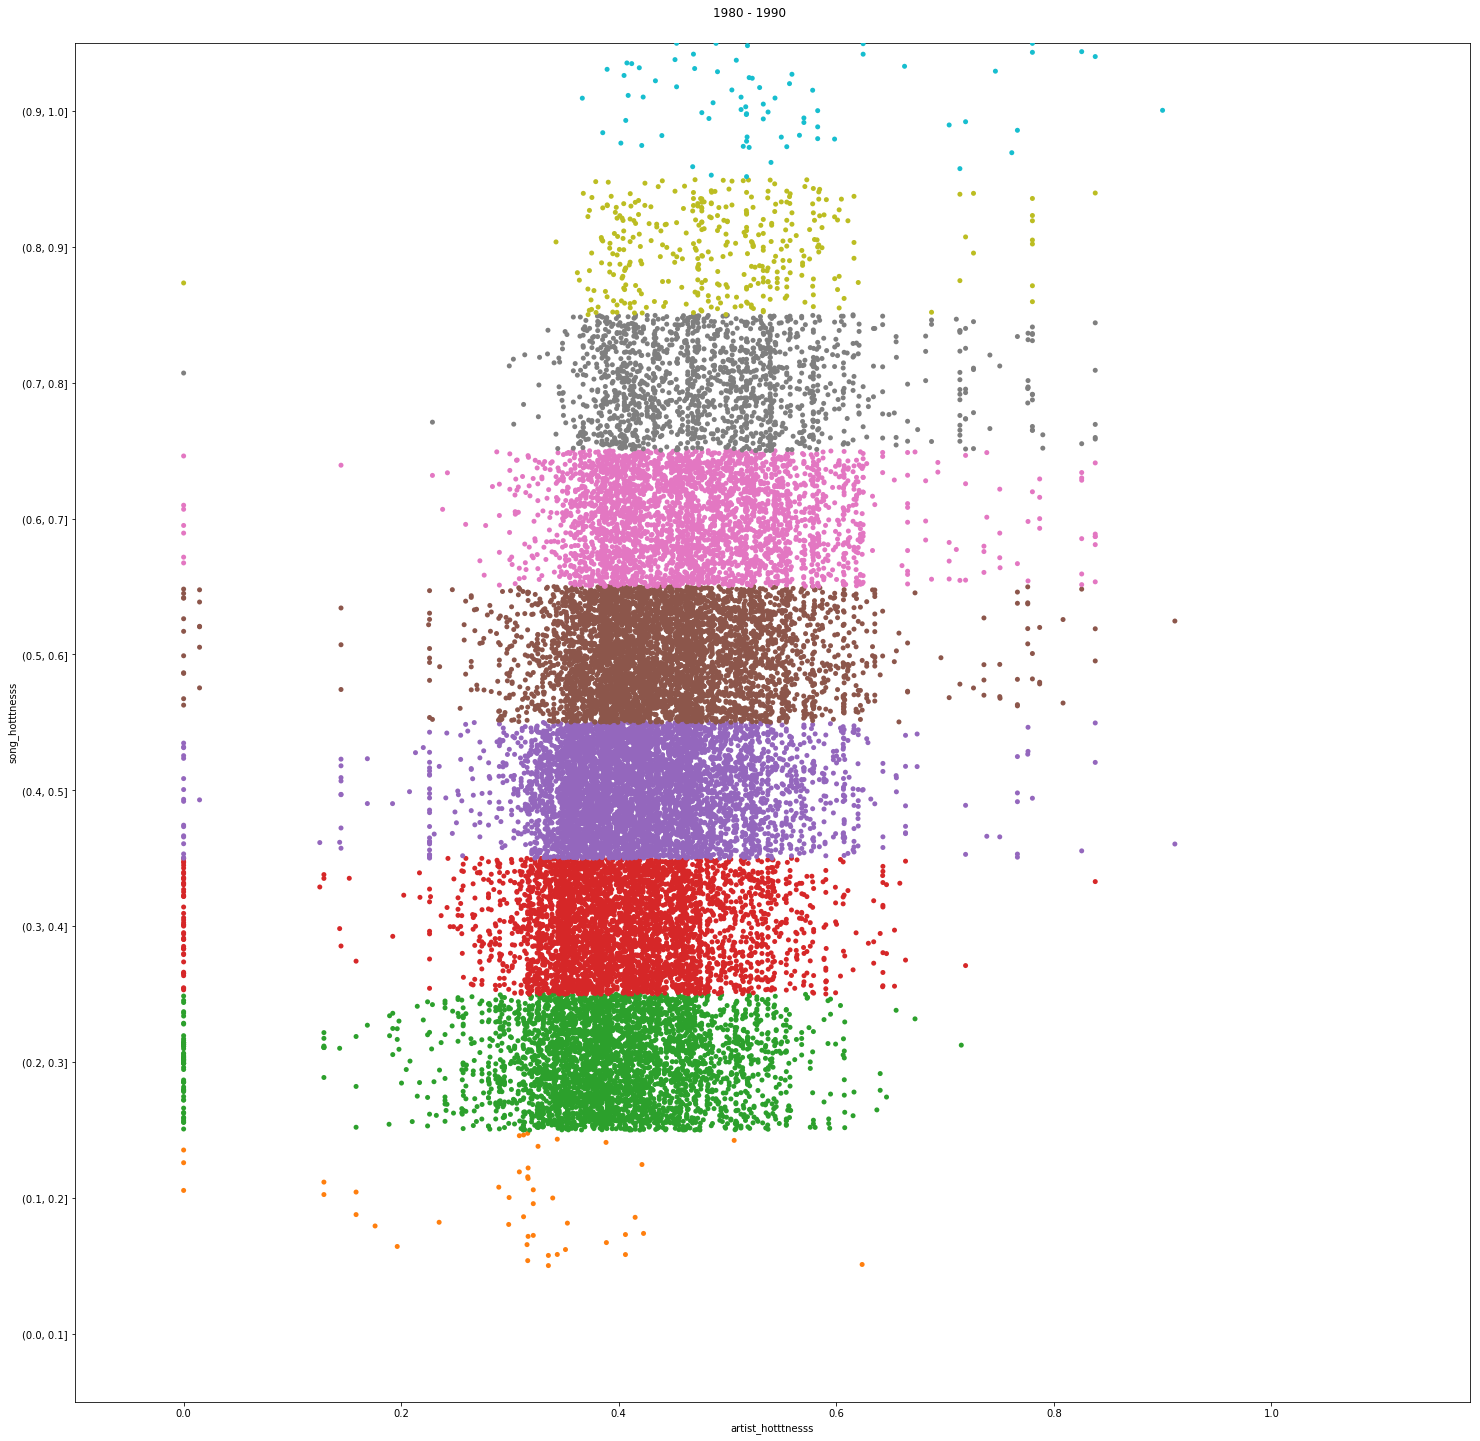 1980 - 1990
(0.9, 1.0]
(0.8, 0.9]
(0.7, 0.8]
(0.6, 0.7]
(0.5, 0.6]
(0.4, 0.5]
(0.3, 0.4]
(0.2, 0.3]
(0.1, 0.2]
(0.0, 0.1]
song_hotttnesss
0.0 0.2 0.4 0.6 0.8 1.0
artist_hotttnesss